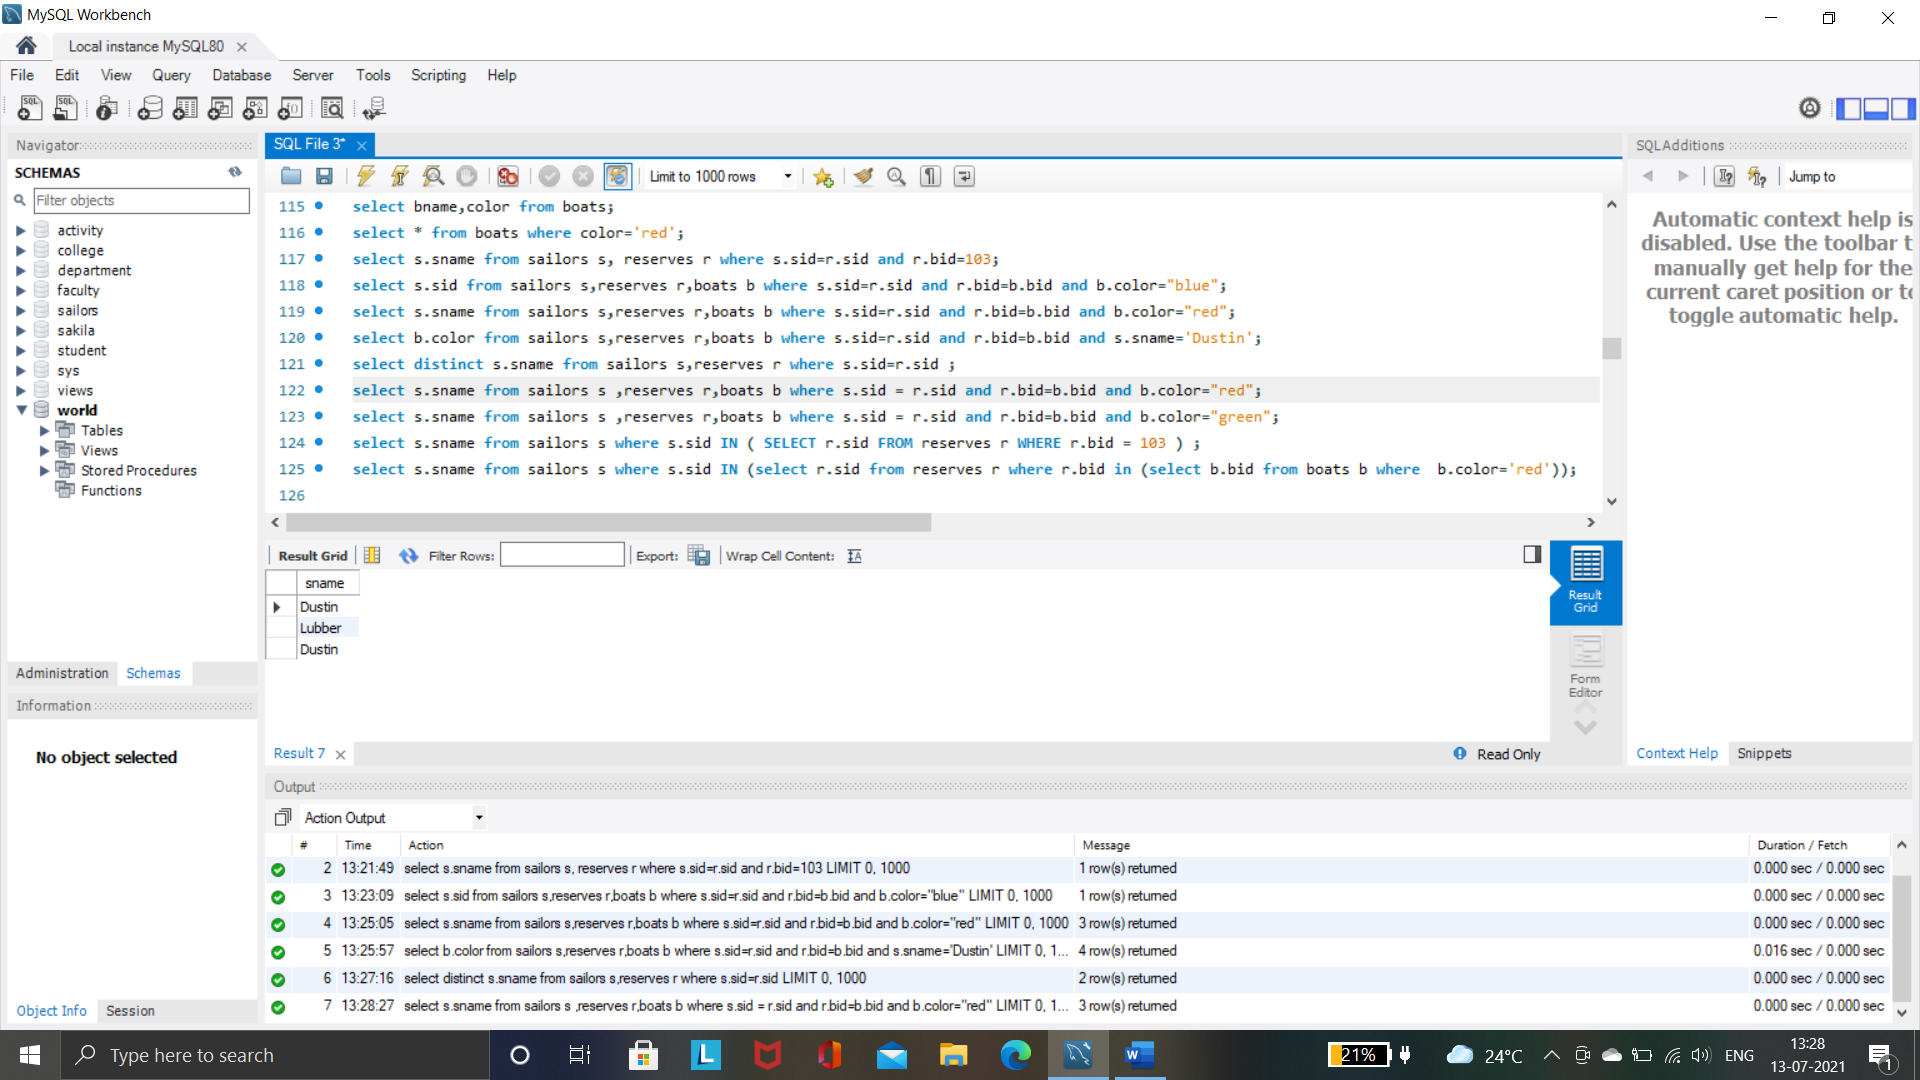 MySQL Workbench
Local instance MySQL80
File Edit View Query Database Server Tools Scripting Help
Navigator
SCHEMAS
Filter objects
activity
college
department
faculty
sailors
sakila
student
sys
views
world
Tables
Views
Stored Procedures
Functions
Administration Schemas
Information
No object selected
Object Info Session
SQL File 3*
Limit to 1000 rows
115 select bname,color from boats;
116 select * from boats where color='red';
117 select s.sname from sailors s, reserves r where s.sid=r.sid and r.bid=103;
118 select s.sid from sailors s,reserves r,boats b where s.sid=r.sid and r.bid=b.bid and b.color="blue";
119 select s.sname from sailors s,reserves r,boats b where s.sid=r.sid and r.bid=b.bid and b.color="red";
120 select b.color from sailors s,reserves r,boats b where s.sid=r.sid and r.bid=b.bid and s.sname='Dustin';
121 select distinct s.sname from sailors s,reserves r where s.sid=r.sid ;
122 select s.sname from sailors s ,reserves r,boats b where s.sid = r.sid and r.bid=b.bid and b.color="red";
123 select s.sname from sailors s ,reserves r,boats b where s.sid = r.sid and r.bid=b.bid and b.color="green";
124 select s.sname from sailors s where s.sid IN ( SELECT r.sid FROM reserves r WHERE r.bid = 103 ) ;
125 select s.sname from sailors s where s.sid IN (select r.sid from reserves r where r.bid in (select b.bid from boats b where  b.color='red'));
126
Result Grid Filter Rows: Export: Wrap Cell Content:
sname
Dustin
Lubber
Dustin
Result Grid
Form Editor
Result 7
Read Only
SQLAdditions
Jump to
Automatic context help is
disabled. Use the toolbar t
manually get help for the
current caret position or to
toggle automatic help.
Context Help Snippets
Output
Action Output
# Time Action Message Duration / Fetch
2 13:21:49 select s.sname from sailors s, reserves r where s.sid=r.sid and r.bid=103 LIMIT 0, 1000 1 row(s) returned 0.000 sec / 0.000 sec
3 13:23:09 select s.sid from sailors s,reserves r,boats b where s.sid=r.sid and r.bid=b.bid and b.color="blue" LIMIT 0, 1000 1 row(s) returned 0.000 sec / 0.000 sec
4 13:25:05 select s.sname from sailors s,reserves r,boats b where s.sid=r.sid and r.bid=b.bid and b.color="red" LIMIT 0, 1000 3 row(s) returned 0.000 sec / 0.000 sec
5 13:25:57 select b.color from sailors s,reserves r,boats b where s.sid=r.sid and r.bid=b.bid and s.sname='Dustin' LIMIT 0, 1... 4 row(s) returned 0.016 sec / 0.000 sec
6 13:27:16 select distinct s.sname from sailors s,reserves r where s.sid=r.sid LIMIT 0, 1000 2 row(s) returned 0.000 sec / 0.000 sec
7 13:28:27 select s.sname from sailors s ,reserves r,boats b where s.sid = r.sid and r.bid=b.bid and b.color="red" LIMIT 0, 1... 3 row(s) returned 0.000 sec / 0.000 sec
Type here to search
21%
24°C
ENG
13:28
13-07-2021
1